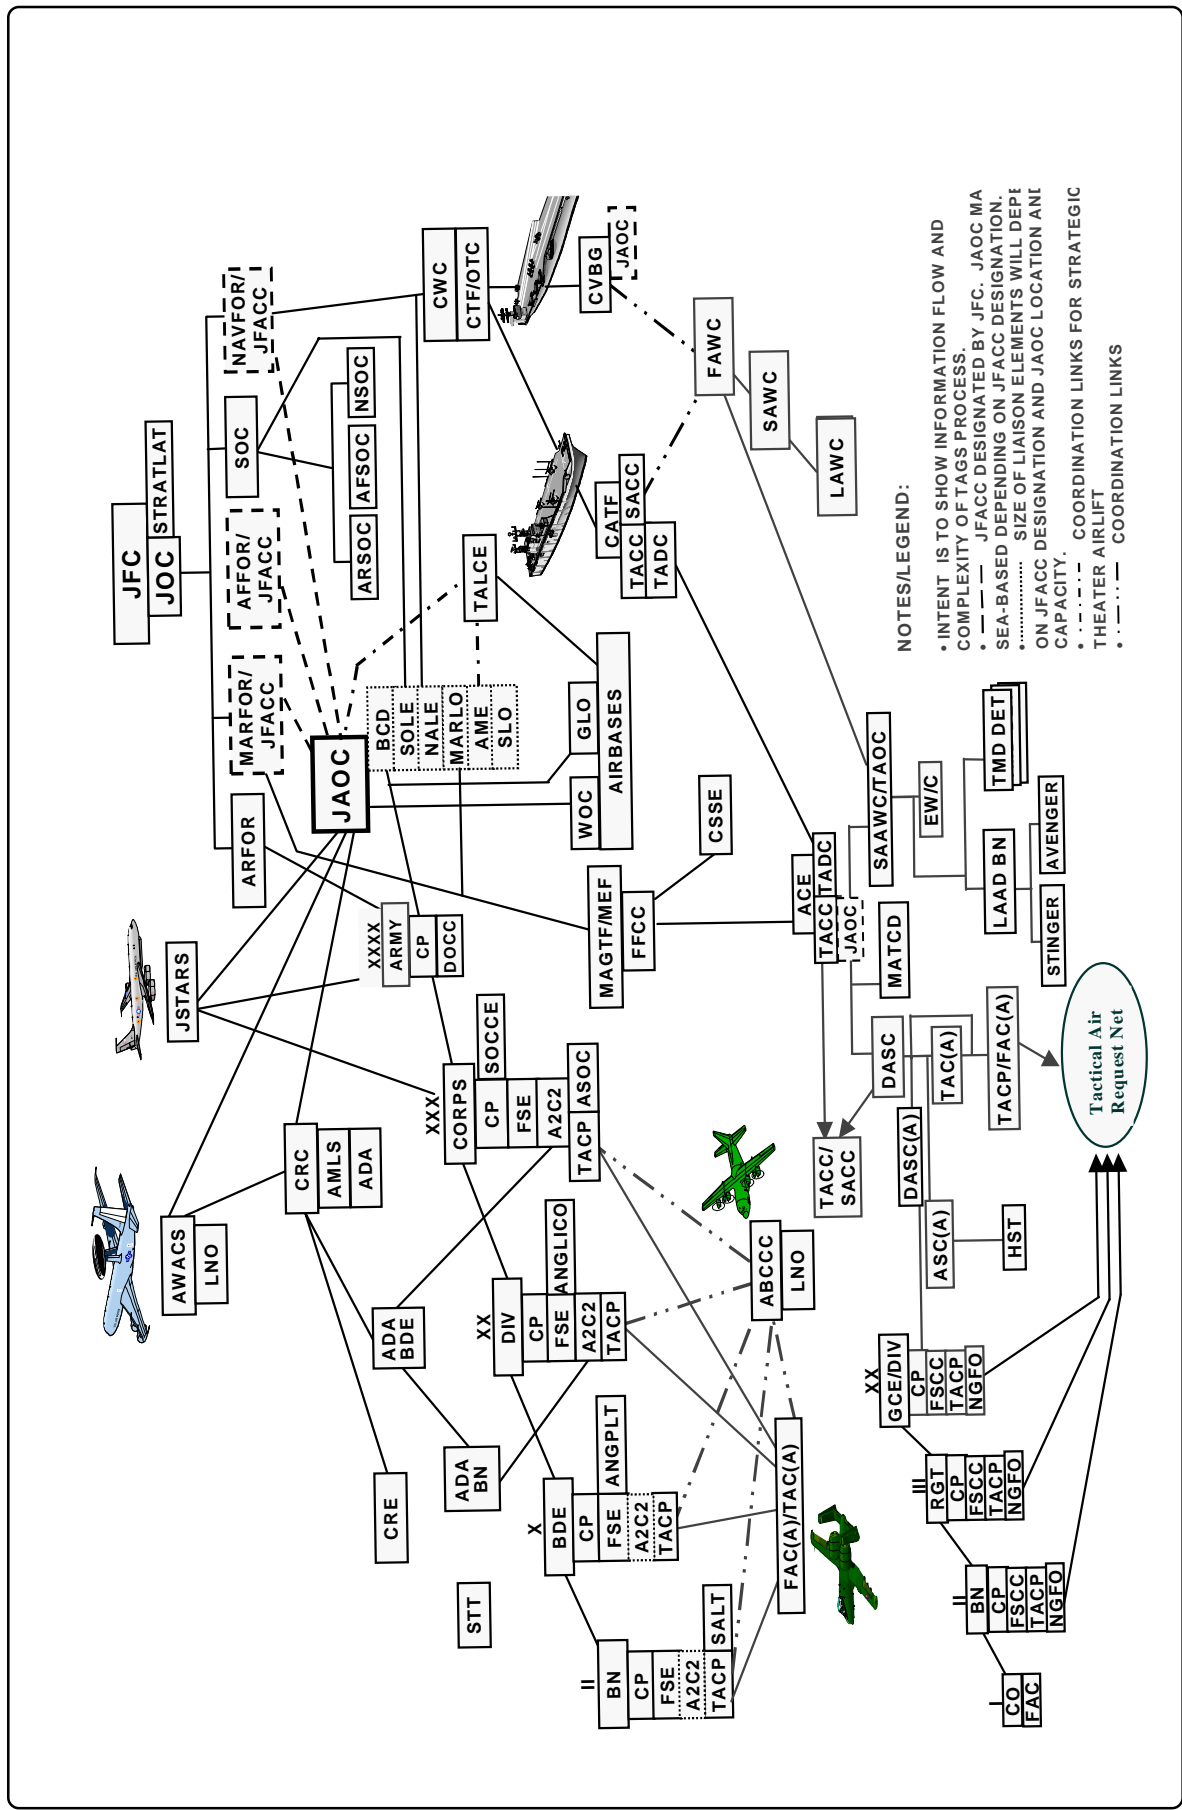 JFC
JOC
STRATLAT
ARFOR
MARFOR/
JFACC
AFFOR/
JFACC
SOC
NAVFOR/
JFACC
ARSOC
AFSOC
NSOC
JSTARS
AWACS
LNO
JAOC
BCD
SOLE
NALE
MARLO
AME
SLO
TALCE
CWC
CTF/OTC
CVBG
JAOC
CATF
TACC
SACC
TADC
FAWC
SAWC
LAWC
WOC
GLO
AIRBASES
XXXX
ARMY
CP
DOCC
CRC
AMLS
ADA
XXX
CORPS
CP
SOCCE
FSE
A2C2
TACP
ASOC
MAGTF/MEF
FFCC
CSSE
ADA
BDE
CRE
ADA
BN
STT
XX
DIV
CP
FSE
ANGLICO
A2C2
TACP
X
BDE
CP
FSE
ANGPLT
A2C2
TACP
II
BN
CP
FSE
A2C2
TACP
SALT
ABCCC
LNO
FAC(A)/TAC(A)
ACE
TACC
TADC
JAOC
SAAWC/TAOC
MATCD
EW/C
LAAD BN
TMD DET
STINGER
AVENGER
TACC/
SACC
DASC
DASC(A)
TAC(A)
ASC(A)
TACP/FAC(A)
HST
XX
GCE/DIV
CP
FSCC
TACP
NGFO
III
RGT
CP
FSCC
TACP
NGFO
II
BN
CP
FSCC
TACP
NGFO
I
CO
FAC
Tactical Air
Request Net
NOTES/LEGEND:
• INTENT IS TO SHOW INFORMATION FLOW AND
COMPLEXITY OF TAGS PROCESS.
• JFACC DESIGNATED BY JFC. JAOC MA
SEA-BASED DEPENDING ON JFACC DESIGNATION.
• SIZE OF LIAISON ELEMENTS WILL DEPE
ON JFACC DESIGNATION AND JAOC LOCATION AND
CAPACITY.
• COORDINATION LINKS FOR STRATEGIC
THEATER AIRLIFT
• COORDINATION LINKS